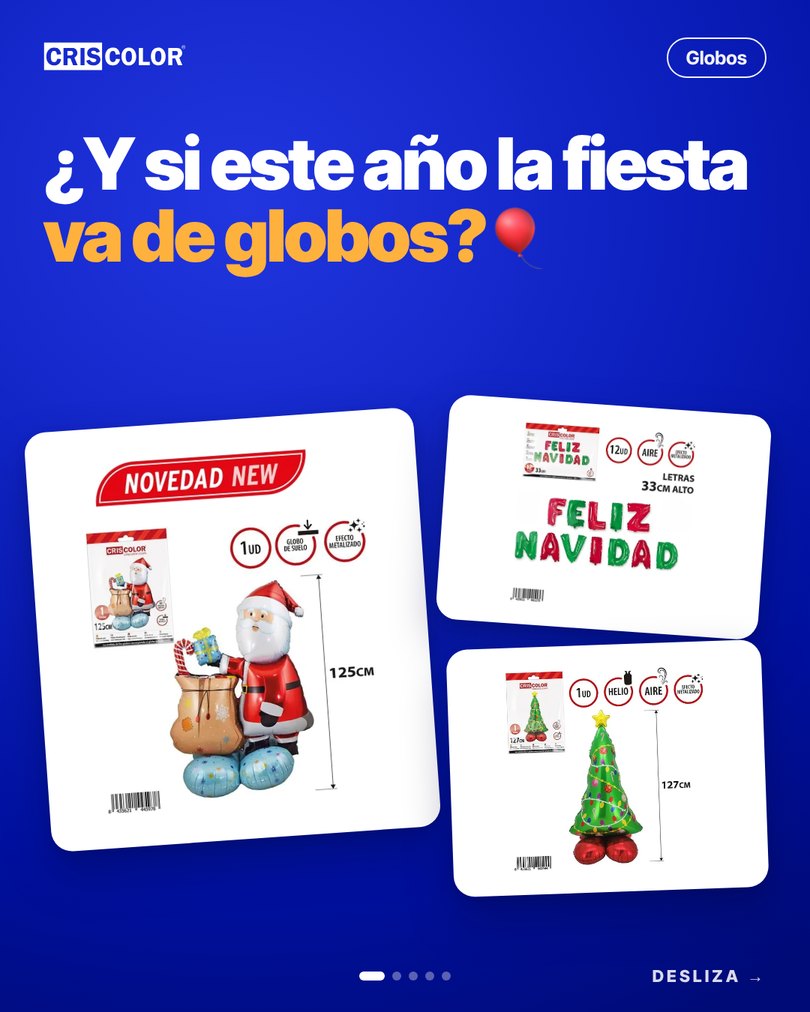 CRISCOLOR®
Globos
¿Y si este año la fiesta
va de globos?
NOVEDAD NEW
CRISCOLOR
125CM
1UD
GLOBO
DE SUELO
EFECTO
METALIZADO
125CM
CRISCOLOR
FELIZ
NAVIDAD
33CM
12UD
AIRE
EFECTO
METALIZADO
LETRAS
33CM ALTO
FELIZ
NAVIDAD
CRISCOLOR
127CM
1UD
HELIO
AIRE
EFECTO
METALIZADO
127CM
DESLIZA →